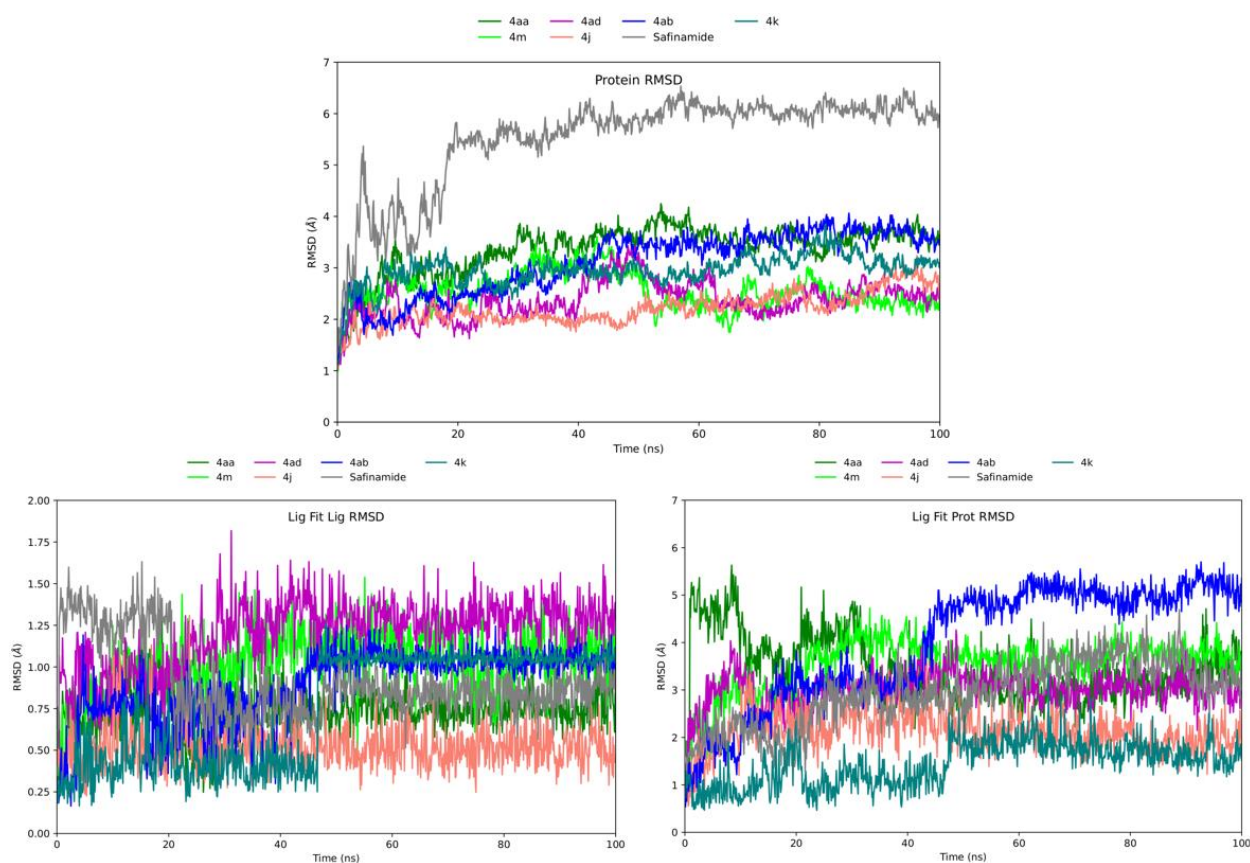 4aa 4ad 4ab 4k
4m 4j Safinamide
Protein RMSD
RMSD (Å)
7
6
5
4
3
2
1
0
0 20 40 60 80 100
Time (ns)
4aa 4ad 4ab 4k
4m 4j Safinamide
Lig Fit Lig RMSD
RMSD (Å)
2.00
1.75
1.50
1.25
1.00
0.75
0.50
0.25
0.00
0 20 40 60 80 100
Time (ns)
4aa 4ad 4ab 4k
4m 4j Safinamide
Lig Fit Prot RMSD
RMSD (Å)
7
6
5
4
3
2
1
0
0 20 40 60 80 100
Time (ns)